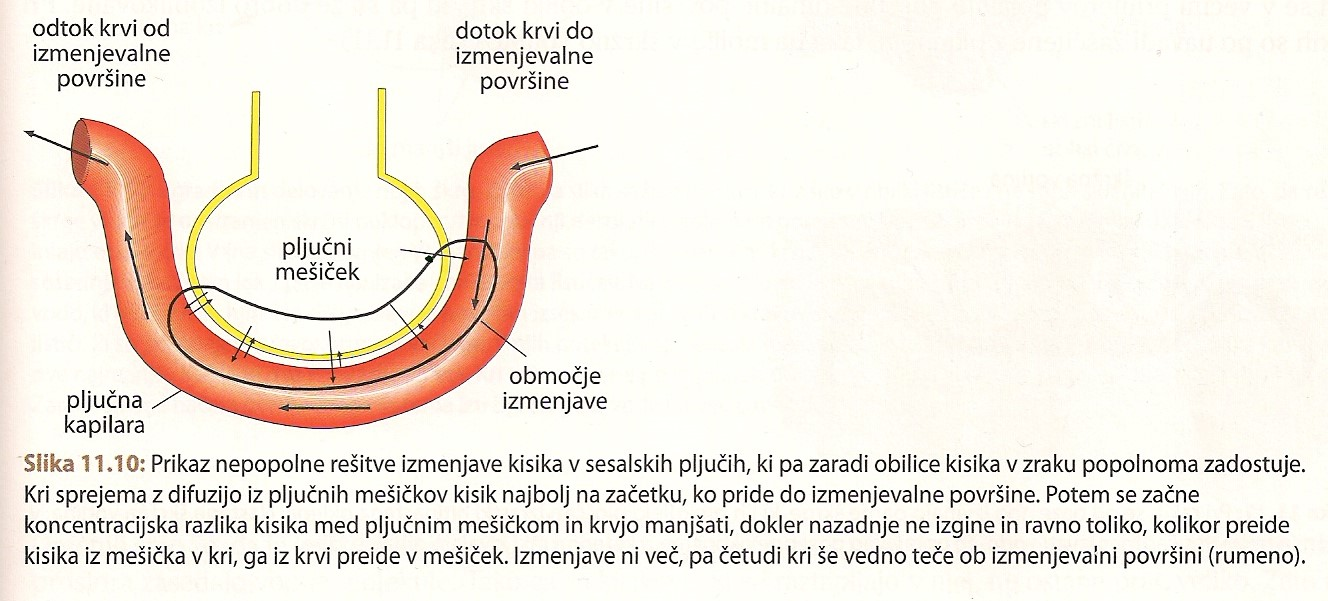 odtok krvi od
izmenjevalne
površine
dotok krvi do
izmenjevalne
površine
pljučni
mešiček
območje
izmenjave
pljučna
kapilara
Slika 11.10: Prikaz nepopolne rešitve izmenjave kisika v sesalskih pljučih, ki pa zaradi obilice kisika v zraku popolnoma zadostuje.
Kri sprejema z difuzijo iz pljučnih mešičkov kisik najbolj na začetku, ko pride do izmenjevalne površine. Potem se začne
koncentracijska razlika kisika med pljučnim mešičkom in krvjo manjšati, dokler nazadnje ne izgine in ravno toliko, kolikor preide
kisika iz mešička v kri, ga iz krvi preide v mešiček. Izmenjave ni več, pa četudi kri še vedno teče ob izmenjevalni površini (rumeno).